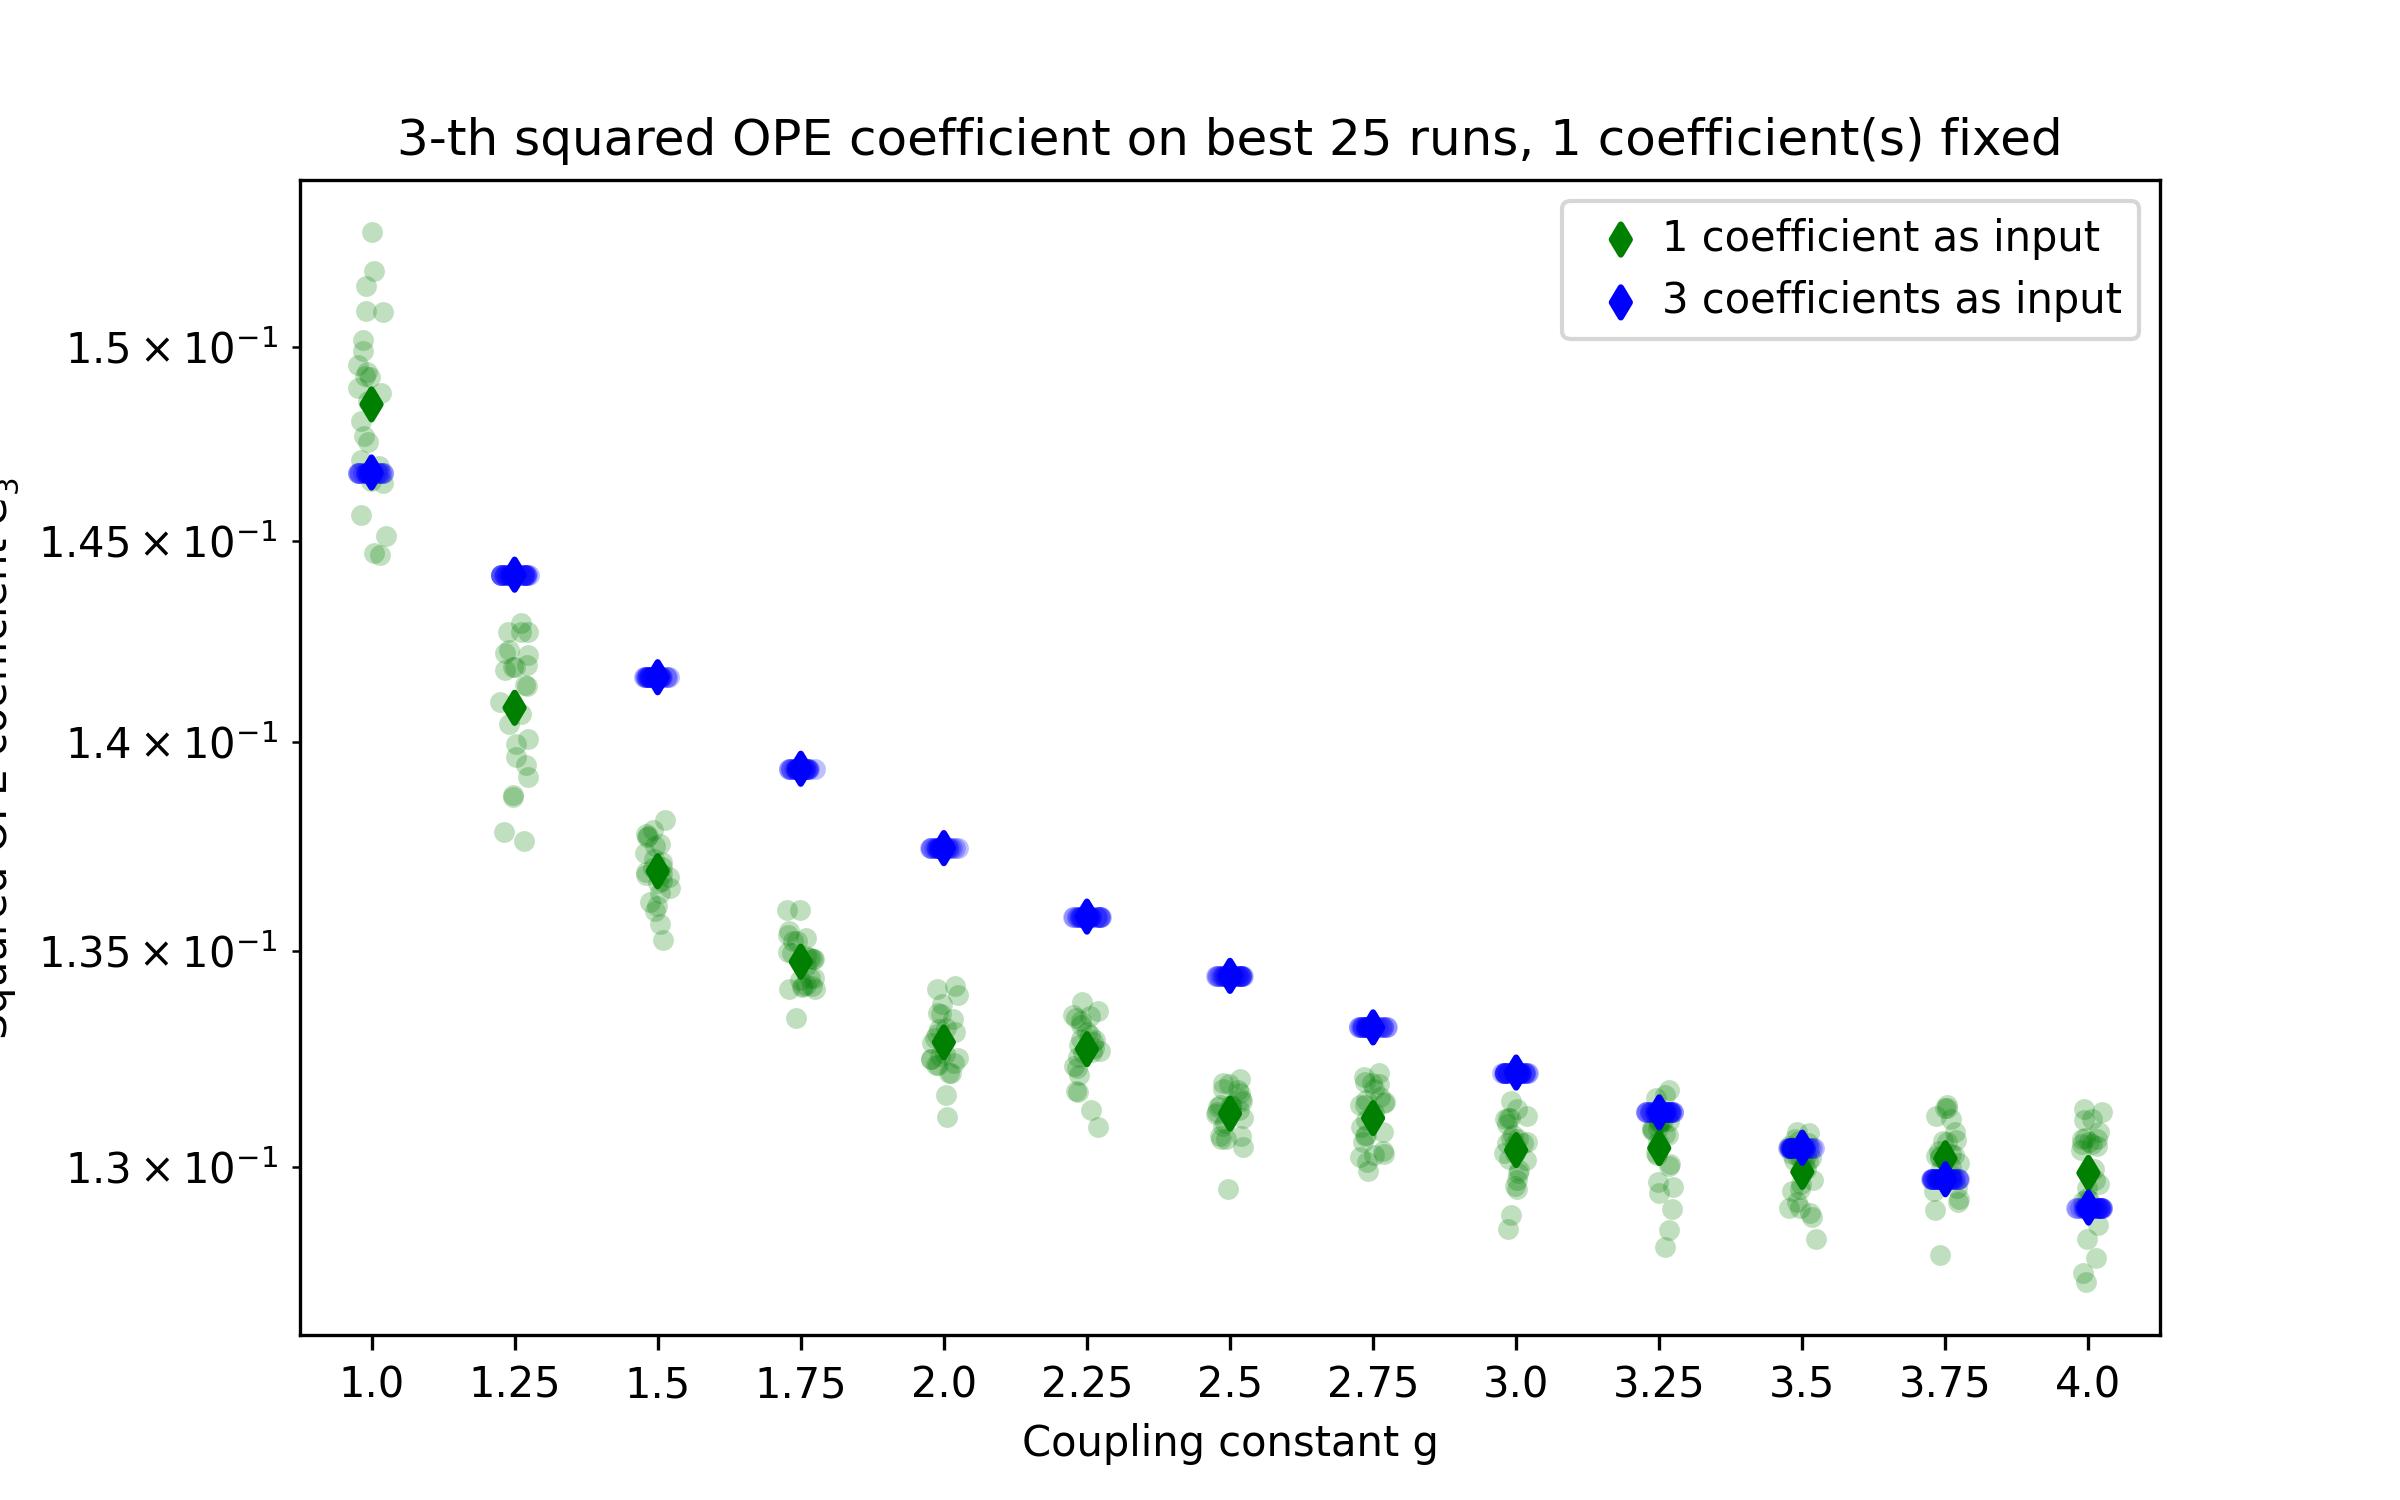 3-th squared OPE coefficient on best 25 runs, 1 coefficient(s) fixed
1 coefficient as input
3 coefficients as input
1.5 × 10⁻¹
1.45 × 10⁻¹
1.4 × 10⁻¹
1.35 × 10⁻¹
1.3 × 10⁻¹
1.0 1.25 1.5 1.75 2.0 2.25 2.5 2.75 3.0 3.25 3.5 3.75 4.0
Coupling constant g